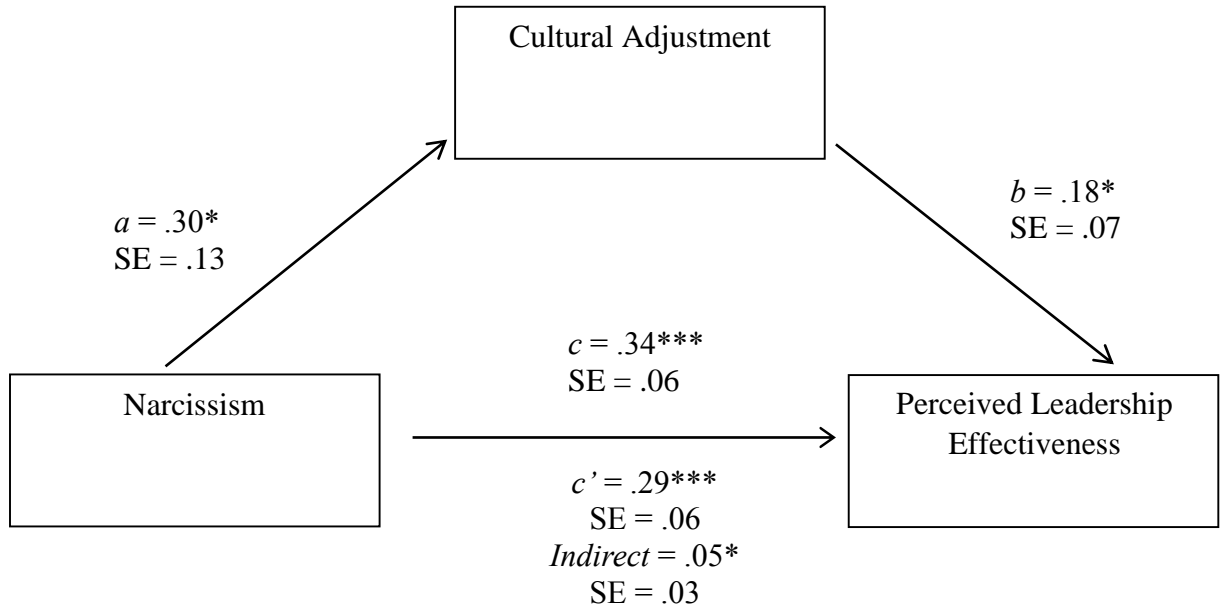 Cultural Adjustment
a = .30*
SE = .13
b = .18*
SE = .07
c = .34***
SE = .06
Narcissism
Perceived Leadership
Effectiveness
c’ = .29***
SE = .06
Indirect = .05*
SE = .03